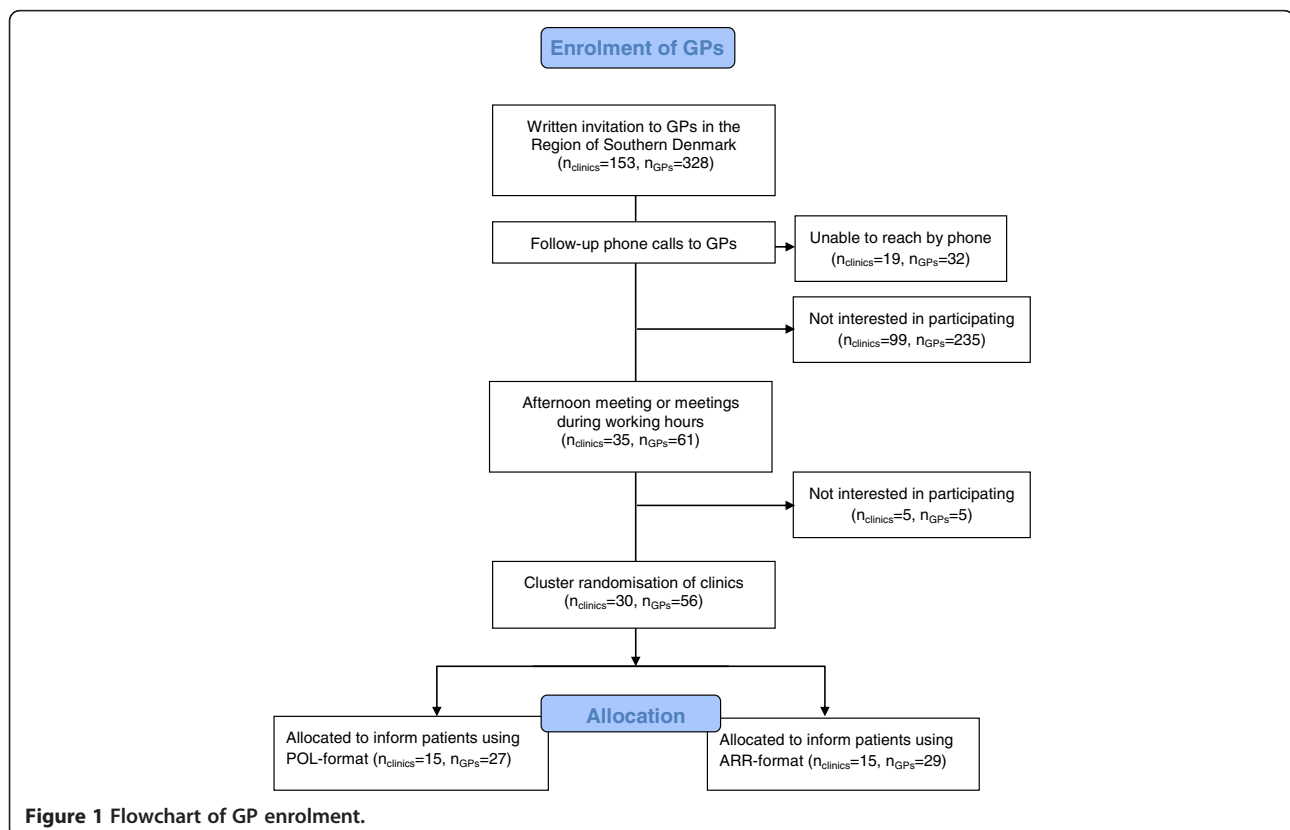 Enrolment of GPs
Written invitation to GPs in the
Region of Southern Denmark
(nclinics=153, nGPs=328)
Follow-up phone calls to GPs
Unable to reach by phone
(nclinics=19, nGPs=32)
Not interested in participating
(nclinics=99, nGPs=235)
Afternoon meeting or meetings
during working hours
(nclinics=35, nGPs=61)
Not interested in participating
(nclinics=5, nGPs=5)
Cluster randomisation of clinics
(nclinics=30, nGPs=56)
Allocation
Allocated to inform patients using
POL-format (nclinics=15, nGPs=27)
Allocated to inform patients using
ARR-format (nclinics=15, nGPs=29)
Figure 1 Flowchart of GP enrolment.